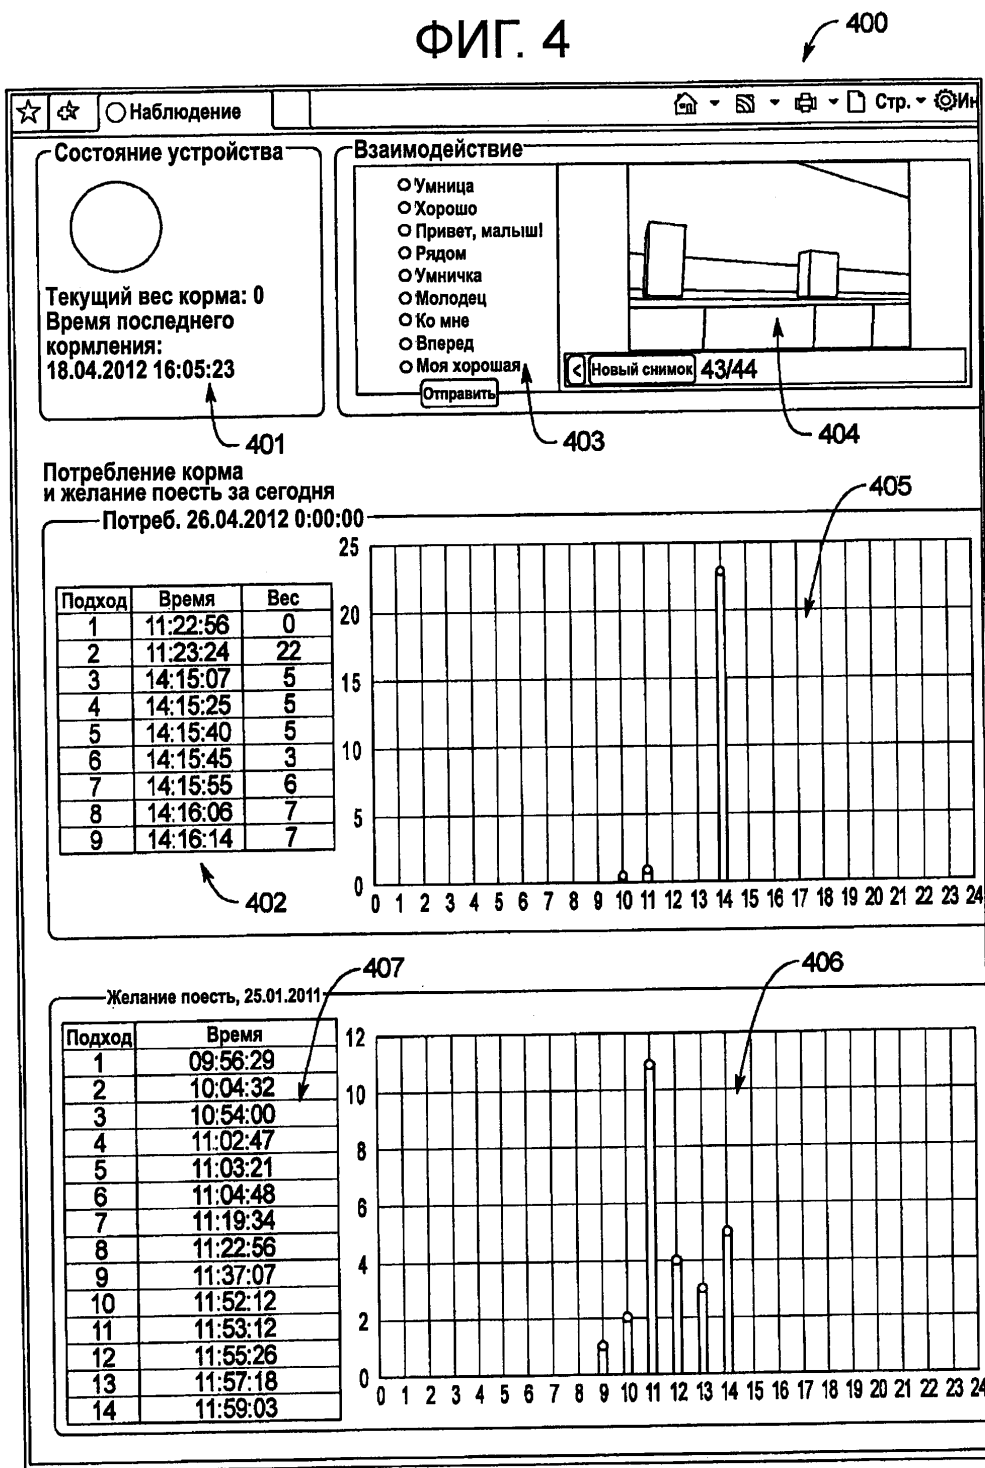 ФИГ. 4
400
Наблюдение
Стр.
Ин
Состояние устройства
Текущий вес корма: 0
Время последнего
кормления:
18.04.2012 16:05:23
401
Взаимодействие
Умница
Хорошо
Привет, малыш!
Рядом
Умничка
Молодец
Ко мне
Вперед
Моя хорошая
Отправить
403
< Новый снимок 43/44
404
Потребление корма
и желание поесть за сегодня
405
Потреб. 26.04.2012 0:00:00
Подход Время Вес
1 11:22:56 0
2 11:23:24 22
3 14:15:07 5
4 14:15:25 5
5 14:15:40 5
6 14:15:45 3
7 14:15:55 6
8 14:16:06 7
9 14:16:14 7
402
25
20
15
10
5
0
0 1 2 3 4 5 6 7 8 9 10 11 12 13 14 15 16 17 18 19 20 21 22 23 24
407
406
Желание поесть, 25.01.2011
Подход Время
1 09:56:29
2 10:04:32
3 10:54:00
4 11:02:47
5 11:03:21
6 11:04:48
7 11:19:34
8 11:22:56
9 11:37:07
10 11:52:12
11 11:53:12
12 11:55:26
13 11:57:18
14 11:59:03
12
10
8
6
4
2
0
0 1 2 3 4 5 6 7 8 9 10 11 12 13 14 15 16 17 18 19 20 21 22 23 24